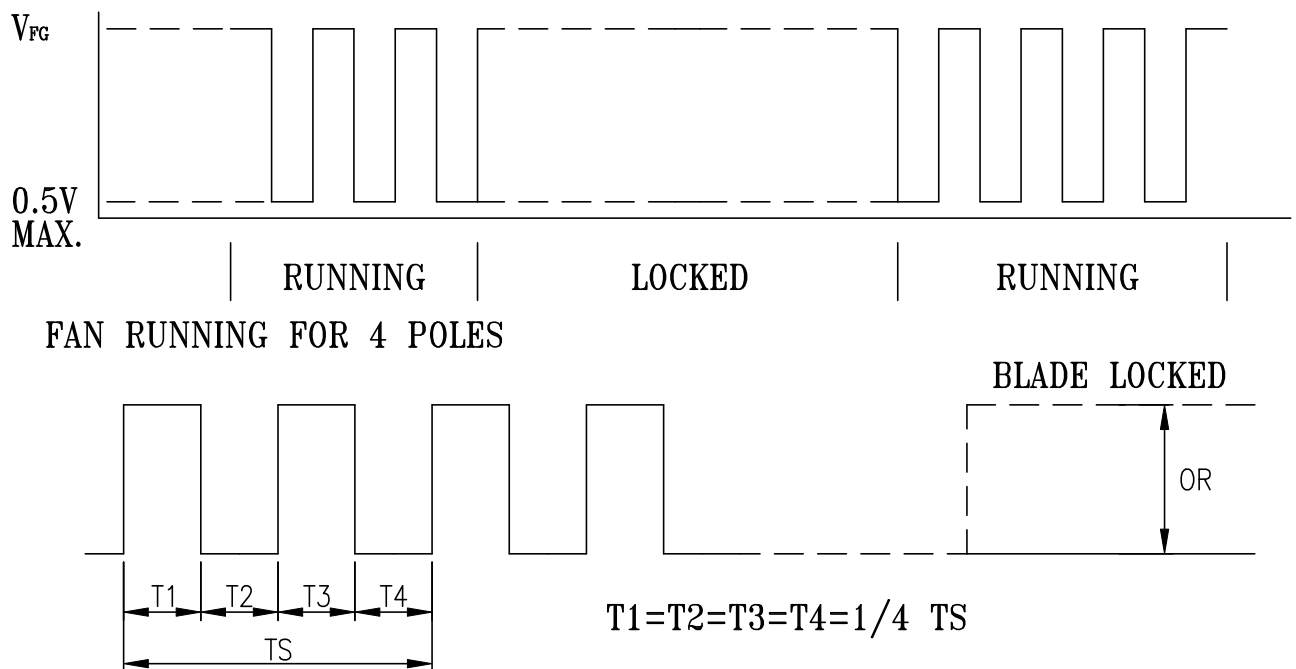 VFG
0.5V
MAX.
RUNNING LOCKED RUNNING
FAN RUNNING FOR 4 POLES
BLADE LOCKED
OR
T1 T2 T3 T4
T1=T2=T3=T4=1/4 TS
TS